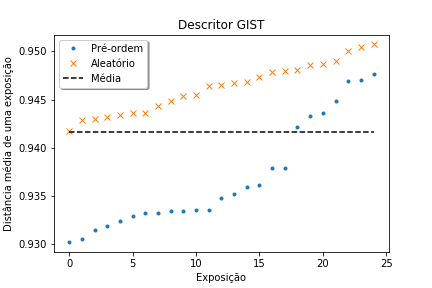 Descritor GIST
Pré-ordem
Aleatório
Média
Distância média de uma exposição
0.950
0.945
0.940
0.935
0.930
0
5
10
15
20
25
Exposição